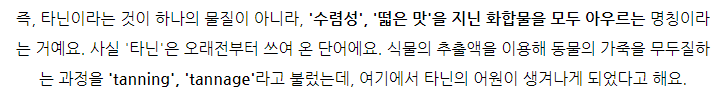 즉, 타닌이라는 것이 하나의 물질이 아니라, '수렴성', '떫은 맛'을 지닌 화합물을 모두 아우르는 명칭이라
는 거예요. 사실 '타닌'은 오래전부터 쓰여 온 단어에요. 식물의 추출액을 이용해 동물의 가죽을 무두질하
는 과정을 'tanning', 'tannage'라고 불렀는데, 여기에서 타닌의 어원이 생겨나게 되었다고 해요.